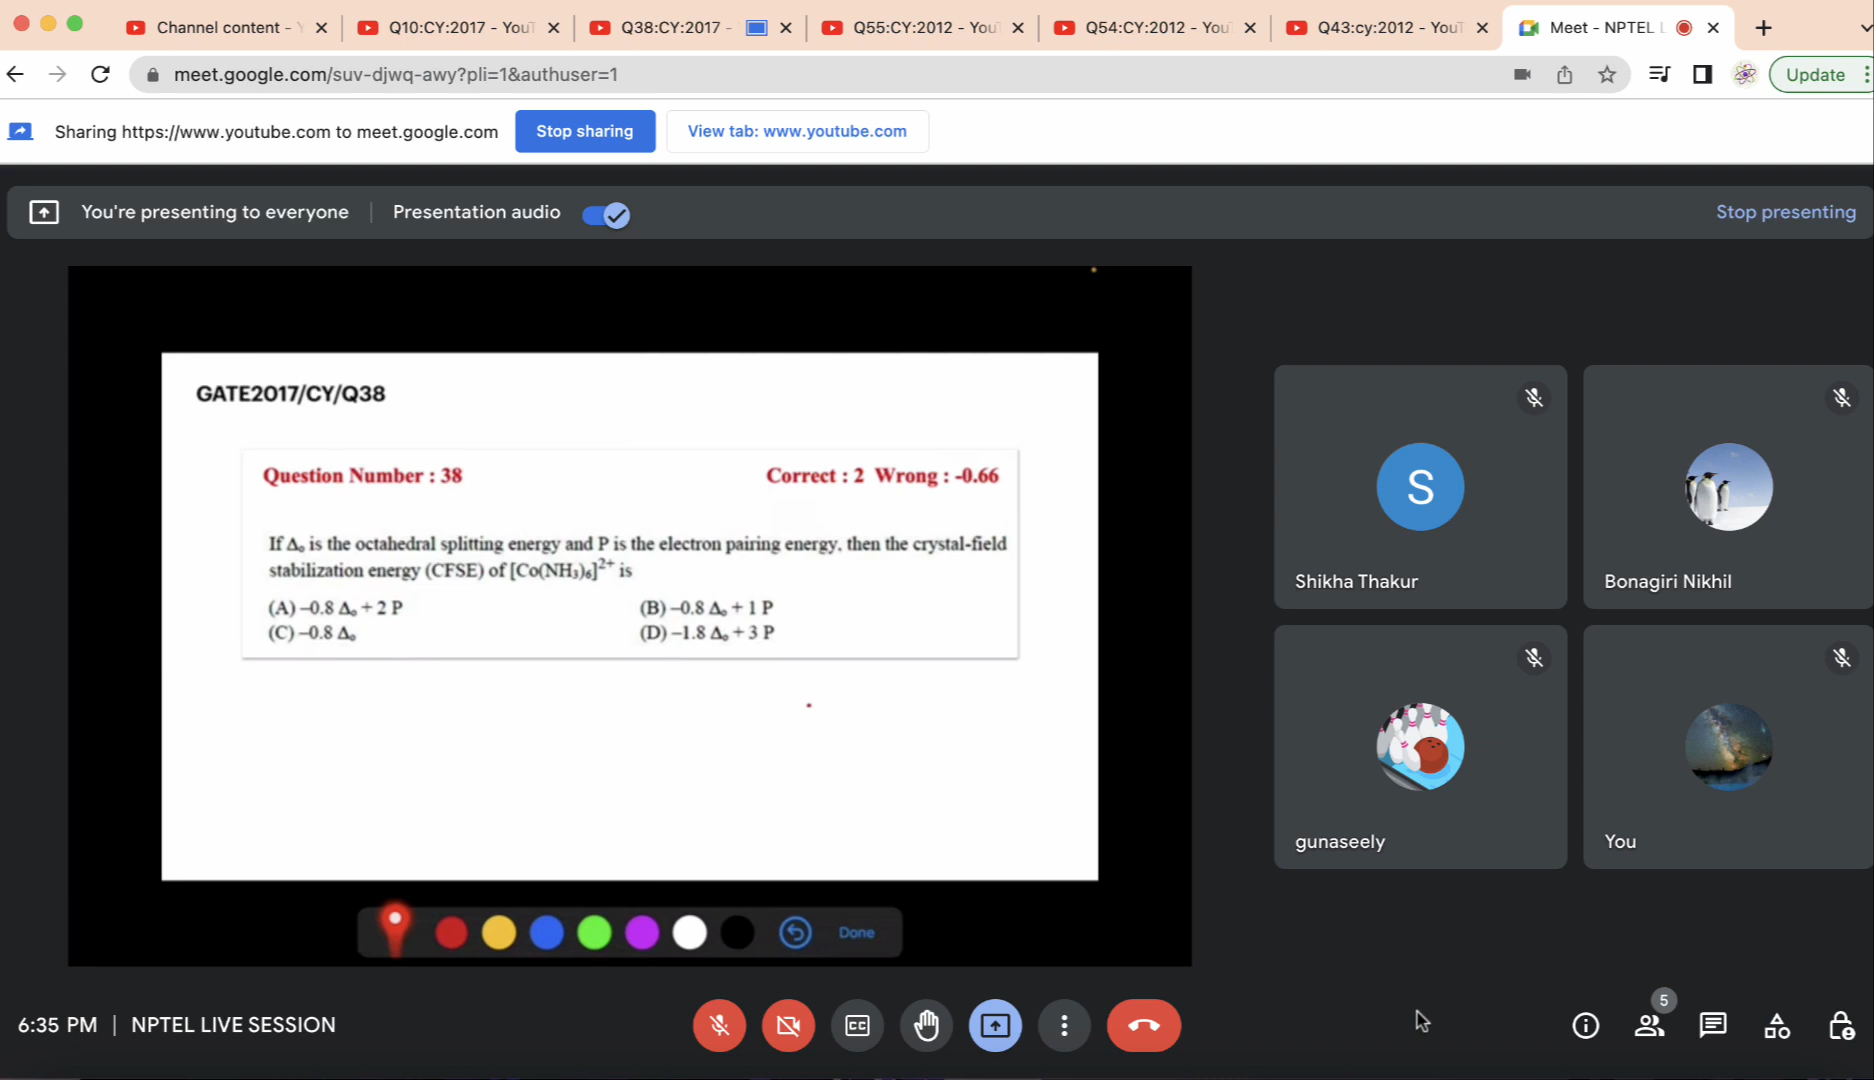 Channel content - Y
Q10:CY:2017 - YouT
Q38:CY:2017 -
Q55:CY:2012 - YouT
Q54:CY:2012 - YouT
Q43:cy:2012 - YouT
Meet - NPTEL L
meet.google.com/suv-djwq-awy?pli=1&authuser=1
Update
Sharing https://www.youtube.com to meet.google.com
Stop sharing
View tab: www.youtube.com
You're presenting to everyone
Presentation audio
Stop presenting
GATE2017/CY/Q38
Question Number : 38 Correct : 2 Wrong : -0.66
If Δₒ is the octahedral splitting energy and P is the electron pairing energy, then the crystal-field
stabilization energy (CFSE) of [Co(NH₃)₆]²⁺ is
(A) –0.8 Δₒ + 2 P (B) –0.8 Δₒ + 1 P
(C) –0.8 Δₒ (D) –1.8 Δₒ + 3 P
Done
S
Shikha Thakur
Bonagiri Nikhil
gunaseely
You
6:35 PM | NPTEL LIVE SESSION
CC
5